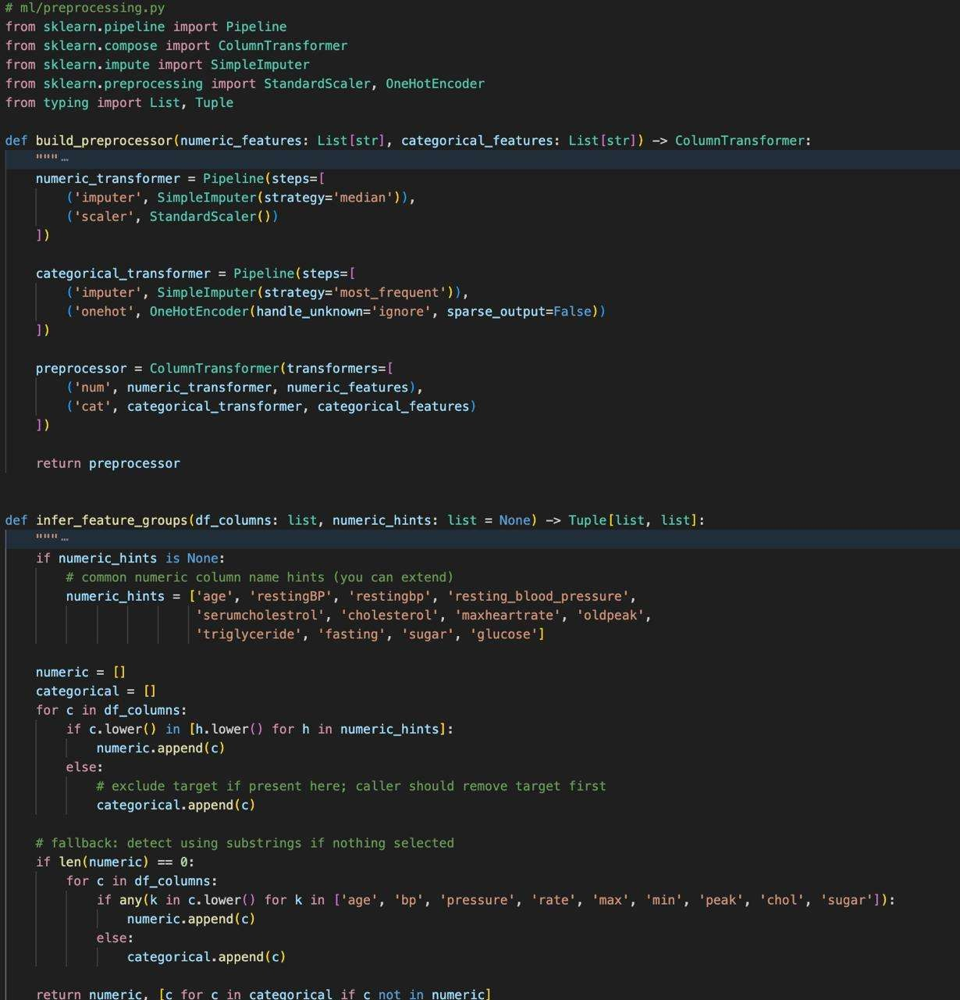 # ml/preprocessing.py
from sklearn.pipeline import Pipeline
from sklearn.compose import ColumnTransformer
from sklearn.impute import SimpleImputer
from sklearn.preprocessing import StandardScaler, OneHotEncoder
from typing import List, Tuple

def build_preprocessor(numeric_features: List[str], categorical_features: List[str]) -> ColumnTransformer:
    """…
    numeric_transformer = Pipeline(steps=[
        ('imputer', SimpleImputer(strategy='median')),
        ('scaler', StandardScaler())
    ])

    categorical_transformer = Pipeline(steps=[
        ('imputer', SimpleImputer(strategy='most_frequent')),
        ('onehot', OneHotEncoder(handle_unknown='ignore', sparse_output=False))
    ])

    preprocessor = ColumnTransformer(transformers=[
        ('num', numeric_transformer, numeric_features),
        ('cat', categorical_transformer, categorical_features)
    ])

    return preprocessor


def infer_feature_groups(df_columns: list, numeric_hints: list = None) -> Tuple[list, list]:
    """…
    if numeric_hints is None:
        # common numeric column name hints (you can extend)
        numeric_hints = ['age', 'restingBP', 'restingbp', 'resting_blood_pressure',
                         'serumcholestrol', 'cholesterol', 'maxheartrate', 'oldpeak',
                         'triglyceride', 'fasting', 'sugar', 'glucose']

    numeric = []
    categorical = []
    for c in df_columns:
        if c.lower() in [h.lower() for h in numeric_hints]:
            numeric.append(c)
        else:
            # exclude target if present here; caller should remove target first
            categorical.append(c)

    # fallback: detect using substrings if nothing selected
    if len(numeric) == 0:
        for c in df_columns:
            if any(k in c.lower() for k in ['age', 'bp', 'pressure', 'rate', 'max', 'min', 'peak', 'chol', 'sugar']):
                numeric.append(c)
            else:
                categorical.append(c)

    return numeric, [c for c in categorical if c not in numeric]